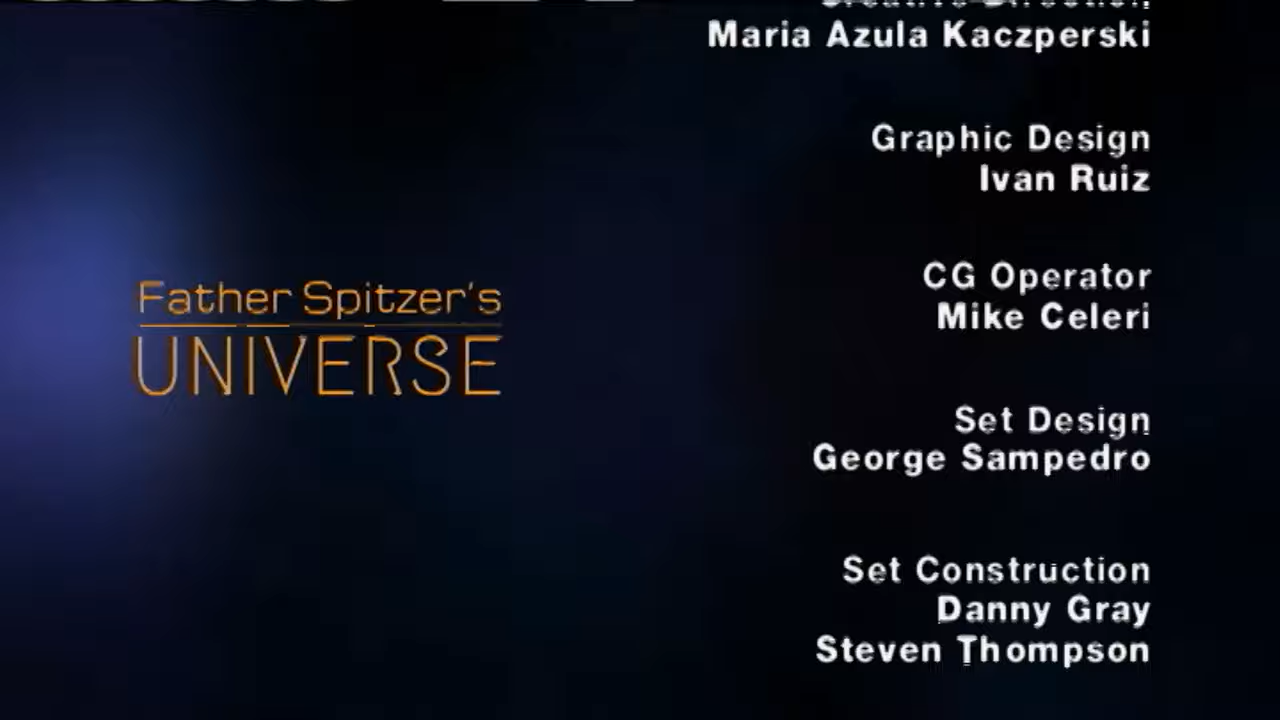 Maria Azula Kaczperski
Graphic Design
Ivan Ruiz
CG Operator
Mike Celeri
Father Spitzer's
UNIVERSE
Set Design
George Sampedro
Set Construction
Danny Gray
Steven Thompson